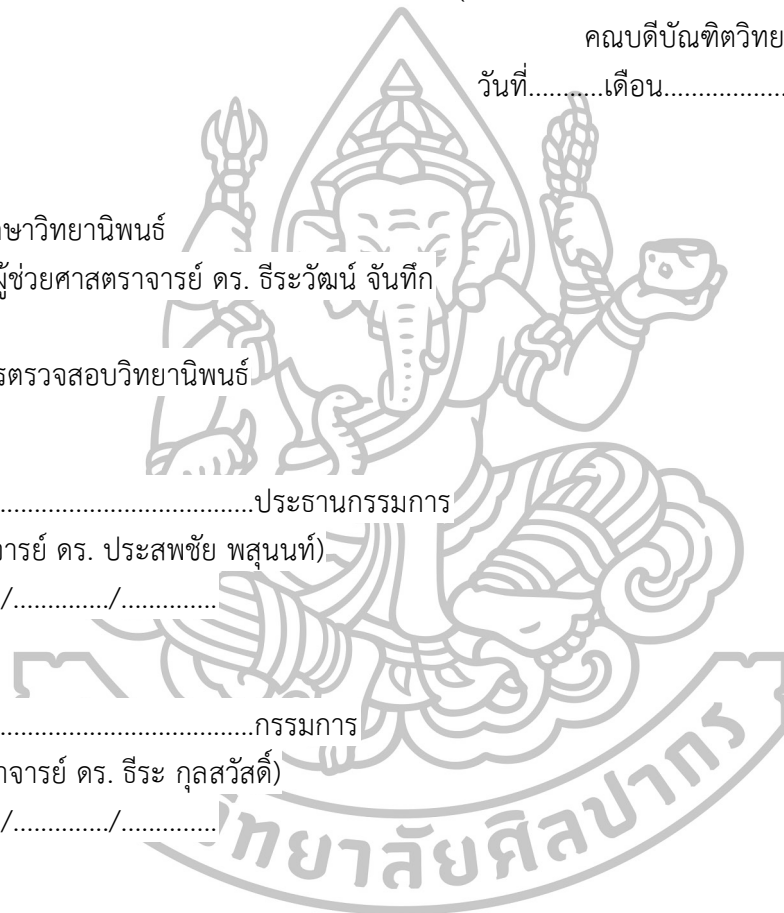 คณบดีบัณฑิตวิทย
วันที่...........เดือน..................
ษาวิทยานิพนธ์
ผู้ช่วยศาสตราจารย์ ดร. ธีระวัฒน์ จันทึก
รตรวจสอบวิทยานิพนธ์
......................................ประธานกรรมการ
จารย์ ดร. ประสพชัย พสุนนท์)
/............../..............
......................................กรรมการ
าจารย์ ดร. ธีระ กุลสวัสดิ์)
/............../..............
วิทยาลัยศิลปากร